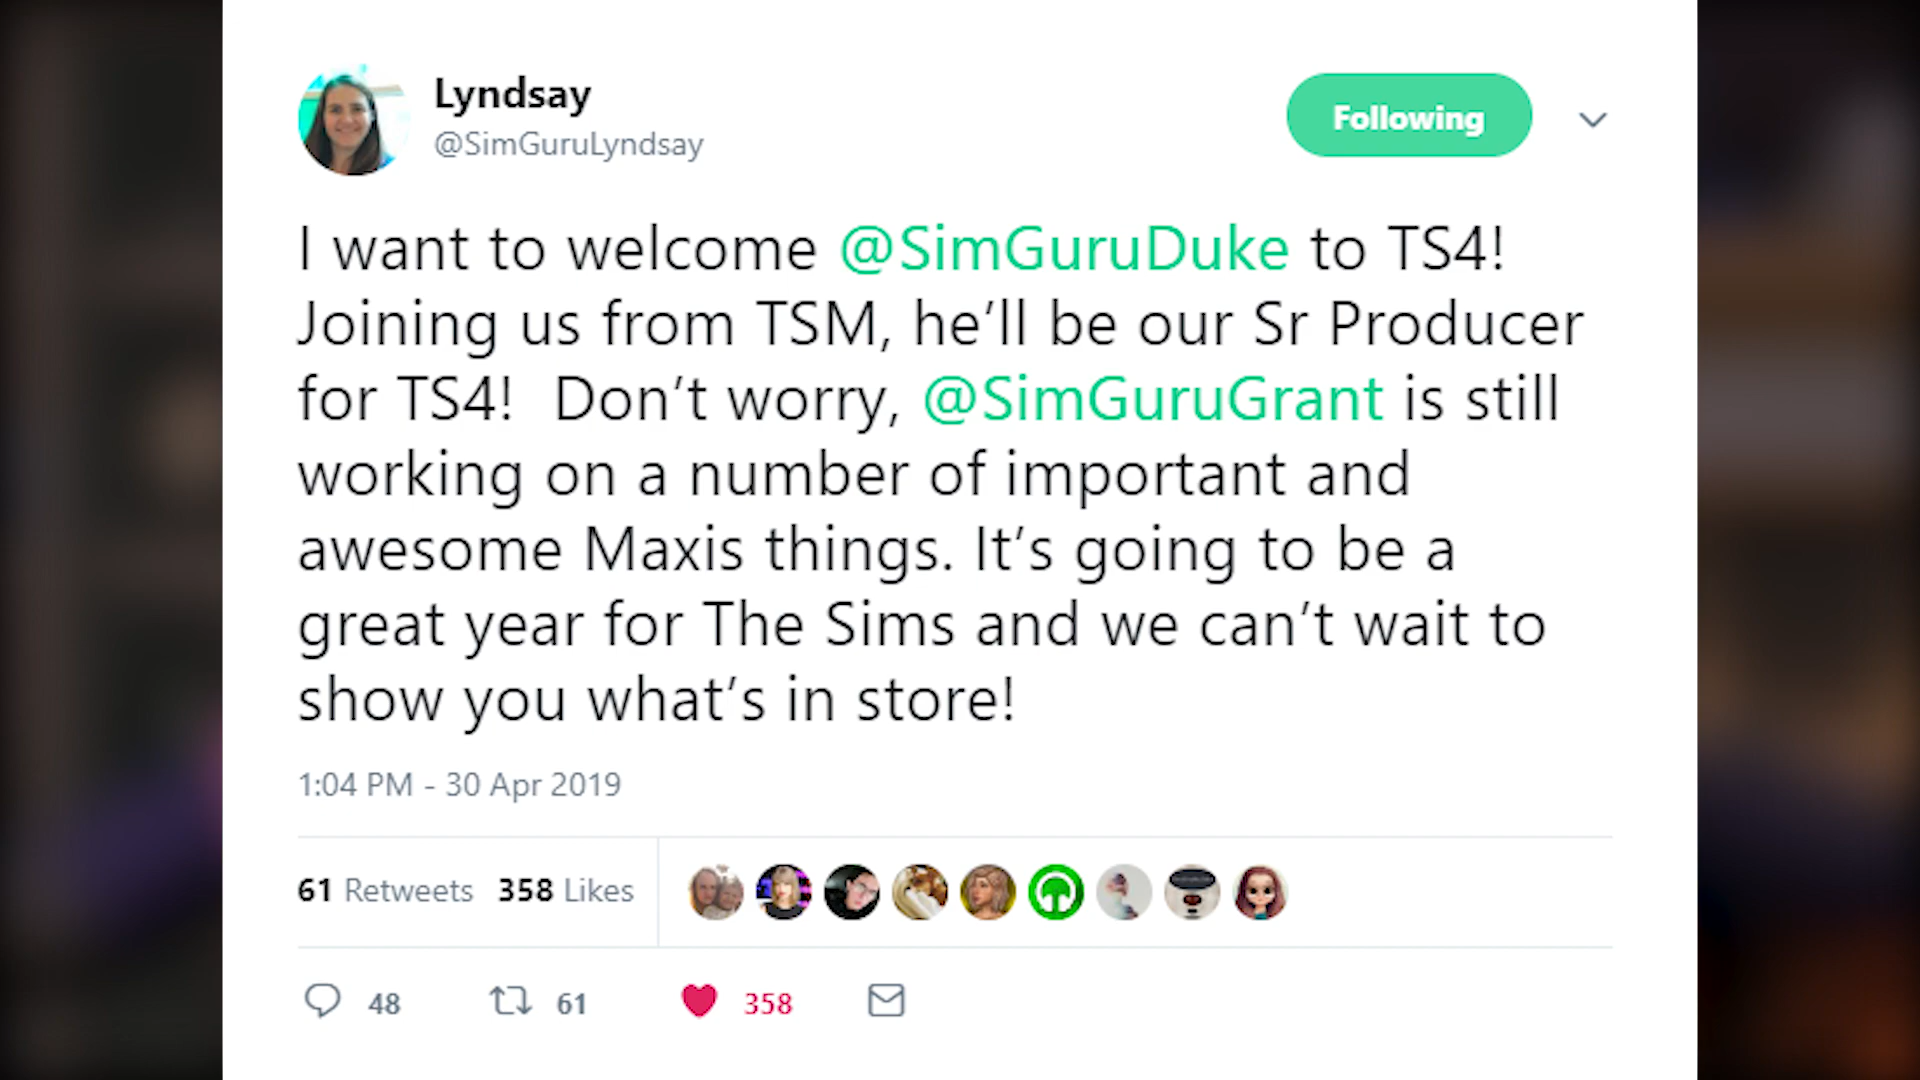 Lyndsay
@SimGuruLyndsay
Following
I want to welcome @SimGuruDuke to TS4!
Joining us from TSM, he’ll be our Sr Producer
for TS4!  Don’t worry, @SimGuruGrant is still
working on a number of important and
awesome Maxis things. It’s going to be a
great year for The Sims and we can’t wait to
show you what’s in store!
1:04 PM - 30 Apr 2019
61 Retweets 358 Likes
48 61 358